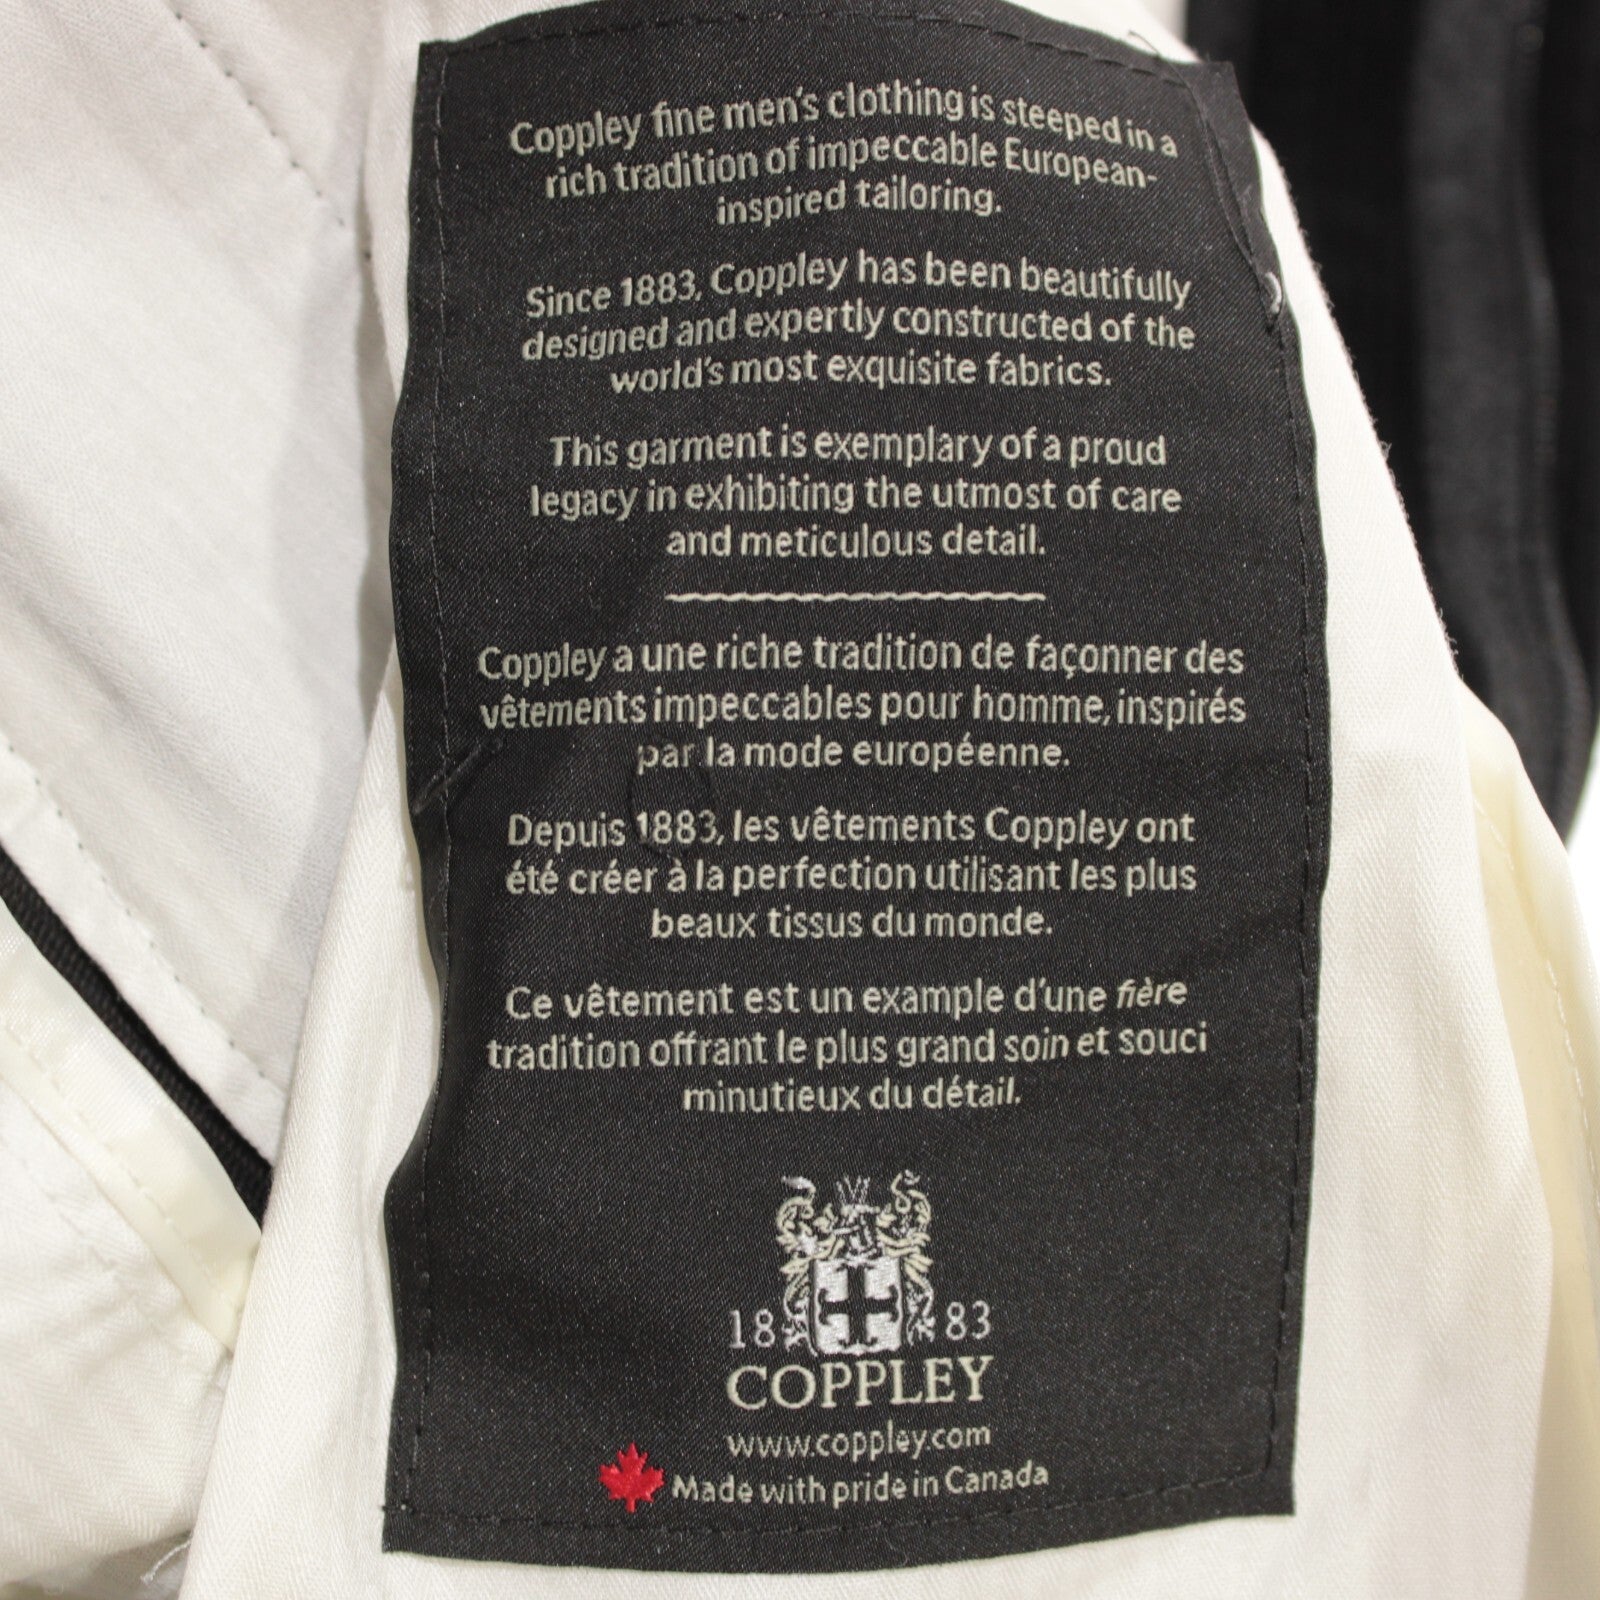 Coppley fine men's clothing is steeped in a
rich tradition of impeccable European-
inspired tailoring.
Since 1883, Coppley has been beautifully
designed and expertly constructed of the
world's most exquisite fabrics.
This garment is exemplary of a proud
legacy in exhibiting the utmost of care
and meticulous detail.
Coppley a une riche tradition de façonner des
vêtements impeccables pour homme, inspirés
par la mode européenne.
Depuis 1883, les vêtements Coppley ont
été créer à la perfection utilisant les plus
beaux tissus du monde.
Ce vêtement est un example d'une fière
tradition offrant le plus grand soin et souci
minutieux du détail.
18 83
COPPLEY
www.coppley.com
Made with pride in Canada